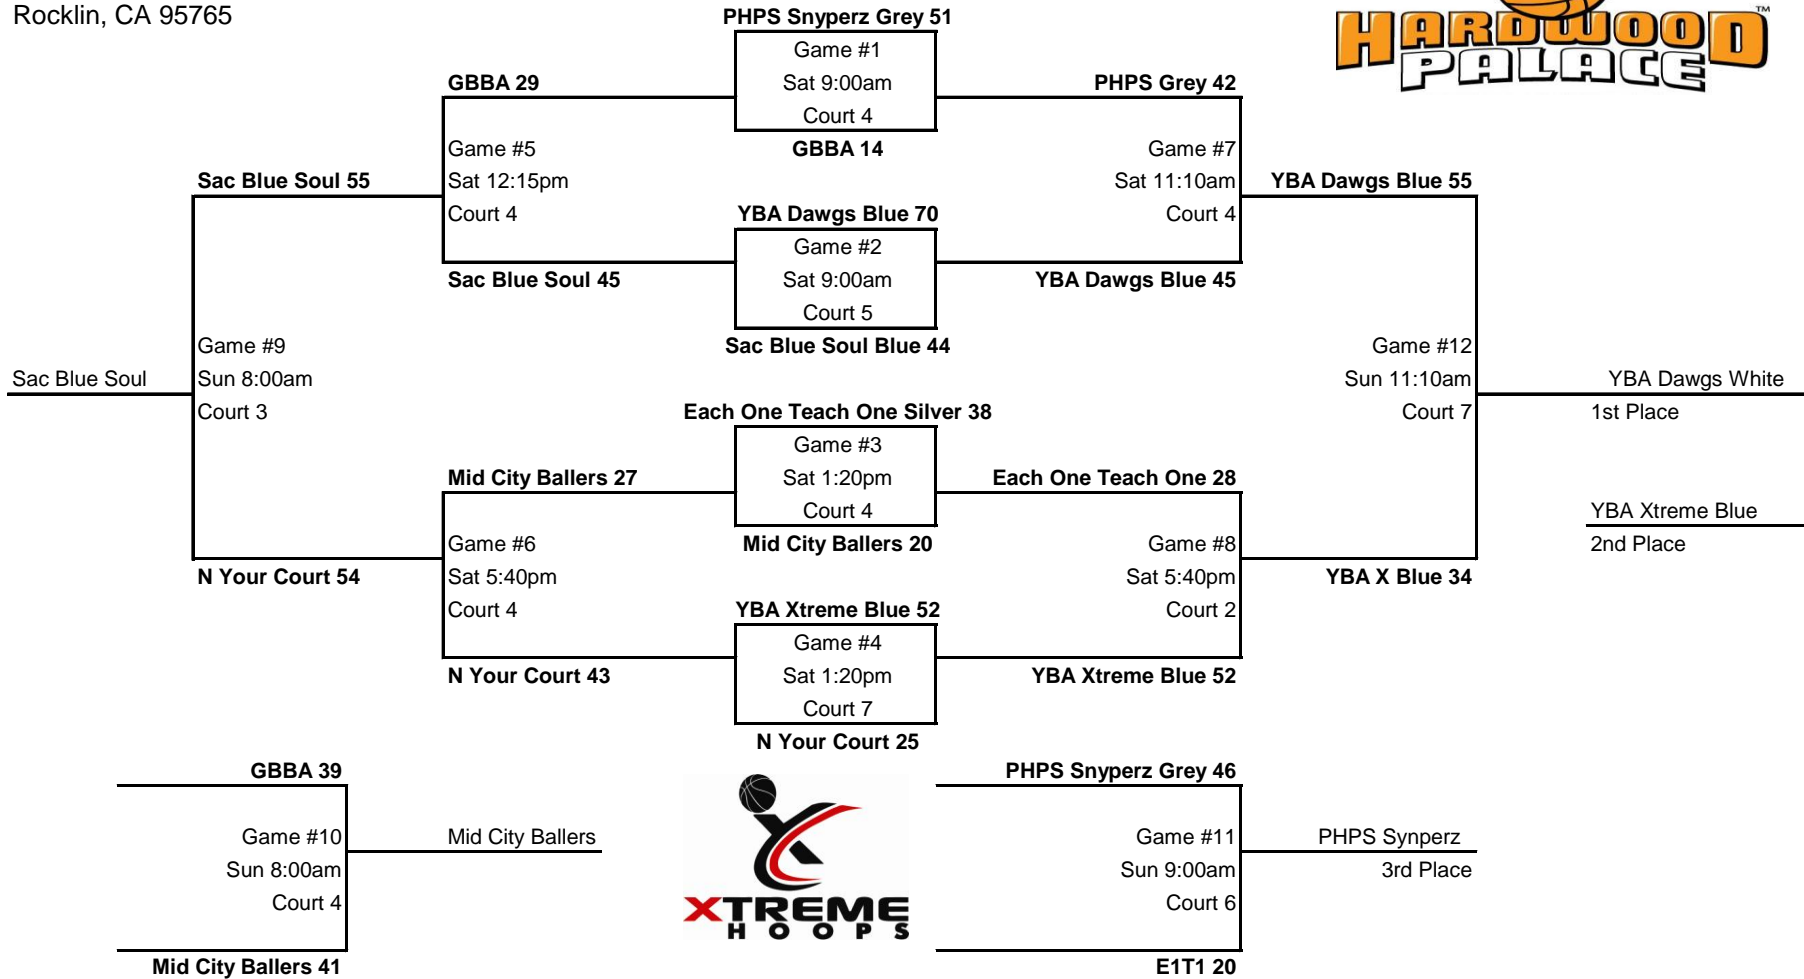 Rocklin, CA 95765
HARDWOOD
PALACE
TM
PHPS Snyperz Grey 51
Game #1
Sat 9:00am
Court 4
GBBA 14
GBBA 29
Game #5
Sat 12:15pm
Court 4
Sac Blue Soul 45
PHPS Grey 42
Game #7
Sat 11:10am
Court 4
YBA Dawgs Blue 45
Sac Blue Soul 55
YBA Dawgs Blue 70
Game #2
Sat 9:00am
Court 5
Sac Blue Soul Blue 44
YBA Dawgs Blue 55
Game #9
Sun 8:00am
Court 3
Sac Blue Soul
Game #12
Sun 11:10am
Court 7
YBA Dawgs White
1st Place
Each One Teach One Silver 38
Game #3
Sat 1:20pm
Court 4
Mid City Ballers 20
Mid City Ballers 27
Game #6
Sat 5:40pm
Court 4
N Your Court 43
Each One Teach One 28
Game #8
Sat 5:40pm
Court 2
YBA Xtreme Blue 52
YBA Xtreme Blue
2nd Place
N Your Court 54
YBA X Blue 34
YBA Xtreme Blue 52
Game #4
Sat 1:20pm
Court 7
N Your Court 25
GBBA 39
Game #10
Sun 8:00am
Court 4
Mid City Ballers 41
Mid City Ballers
XTREME
HOOPS
PHPS Snyperz Grey 46
Game #11
Sun 9:00am
Court 6
E1T1 20
PHPS Synperz
3rd Place